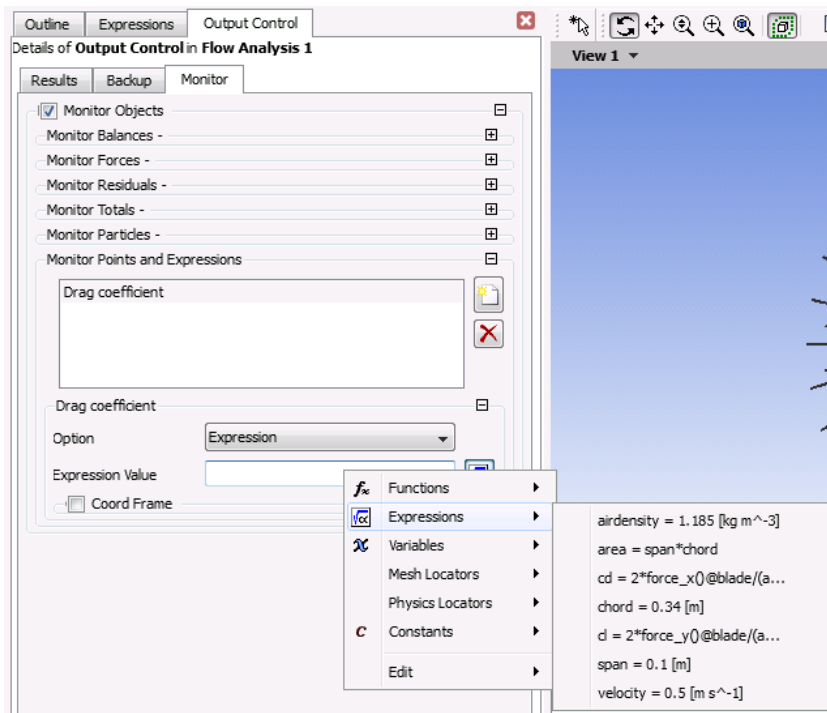 Outline Expressions Output Control
Details of Output Control in Flow Analysis 1
Results Backup Monitor
Monitor Objects
Monitor Balances -
Monitor Forces -
Monitor Residuals -
Monitor Totals -
Monitor Particles -
Monitor Points and Expressions
Drag coefficient
Drag coefficient
Option Expression
Expression Value
Coord Frame
Functions
Expressions
Variables
Mesh Locators
Physics Locators
C Constants
Edit
airdensity = 1.185 [kg m^-3]
area = span*chord
cd = 2*force_x()@blade/(a...
chord = 0.34 [m]
cl = 2*force_y()@blade/(a...
span = 0.1 [m]
velocity = 0.5 [m s^-1]
View 1